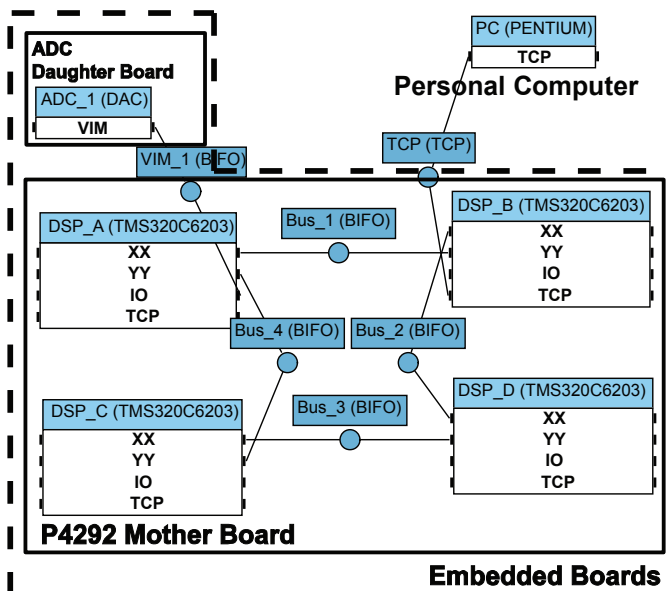 ADC
Daughter Board
ADC_1 (DAC)
VIM
PC (PENTIUM)
TCP
Personal Computer
VIM_1 (BIFO)
TCP (TCP)
DSP_A (TMS320C6203)
XX
YY
IO
TCP
Bus_1 (BIFO)
DSP_B (TMS320C6203)
XX
YY
IO
TCP
Bus_4 (BIFO)
Bus_2 (BIFO)
DSP_C (TMS320C6203)
XX
YY
IO
TCP
Bus_3 (BIFO)
DSP_D (TMS320C6203)
XX
YY
IO
TCP
P4292 Mother Board
Embedded Boards